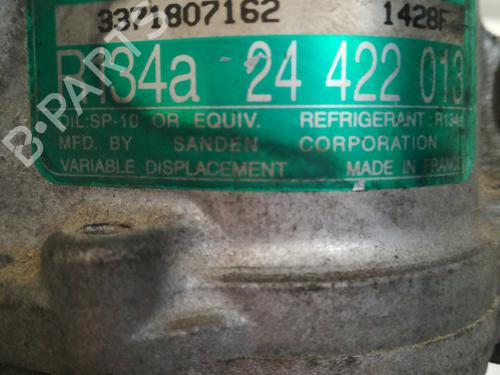 3371807162 1428F
R134a 24 422 013
OIL:SP-10 OR EQUIV. REFRIGERANT:R134a
MFD. BY SANDEN CORPORATION
VARIABLE DISPLACEMENT MADE IN FRANCE
B-PARTS